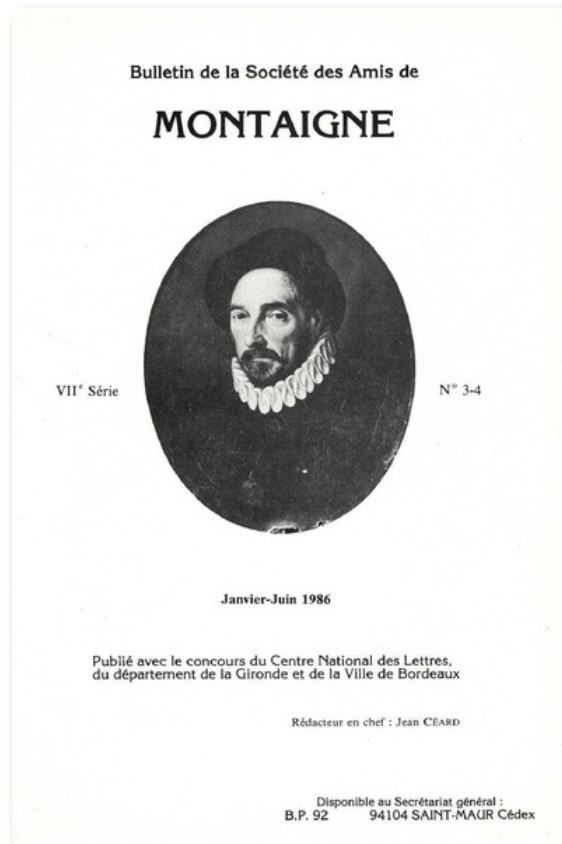 Bulletin de la Société des Amis de
MONTAIGNE
VIIe Série
N° 3-4
Janvier-Juin 1986
Publié avec le concours du Centre National des Lettres,
du département de la Gironde et de la Ville de Bordeaux
Rédacteur en chef : Jean CÉARD
Disponible au Secrétariat général :
B.P. 92 94104 SAINT-MAUR Cédex